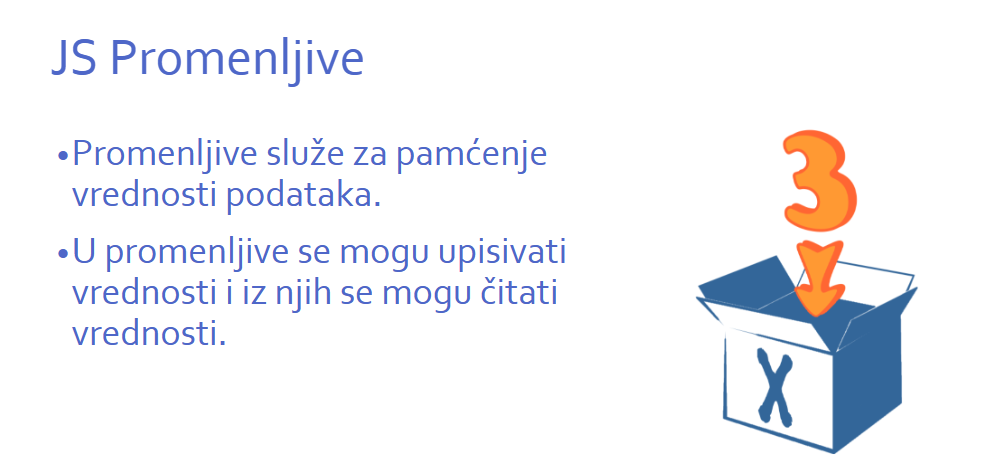 JS Promenljive
•Promenljive služe za pamćenje
vrednosti podataka.
•U promenljive se mogu upisivati
vrednosti i iz njih se mogu čitati
vrednosti.
3
X